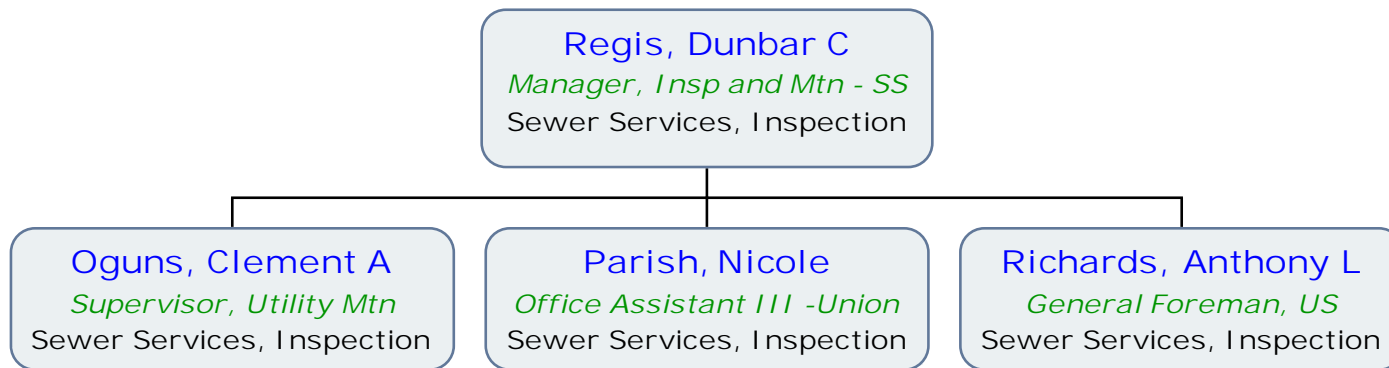 Regis, Dunbar C
Manager, Insp and Mtn - SS
Sewer Services, Inspection
Oguns, Clement A
Supervisor, Utility Mtn
Sewer Services, Inspection
Parish, Nicole
Office Assistant III -Union
Sewer Services, Inspection
Richards, Anthony L
General Foreman, US
Sewer Services, Inspection